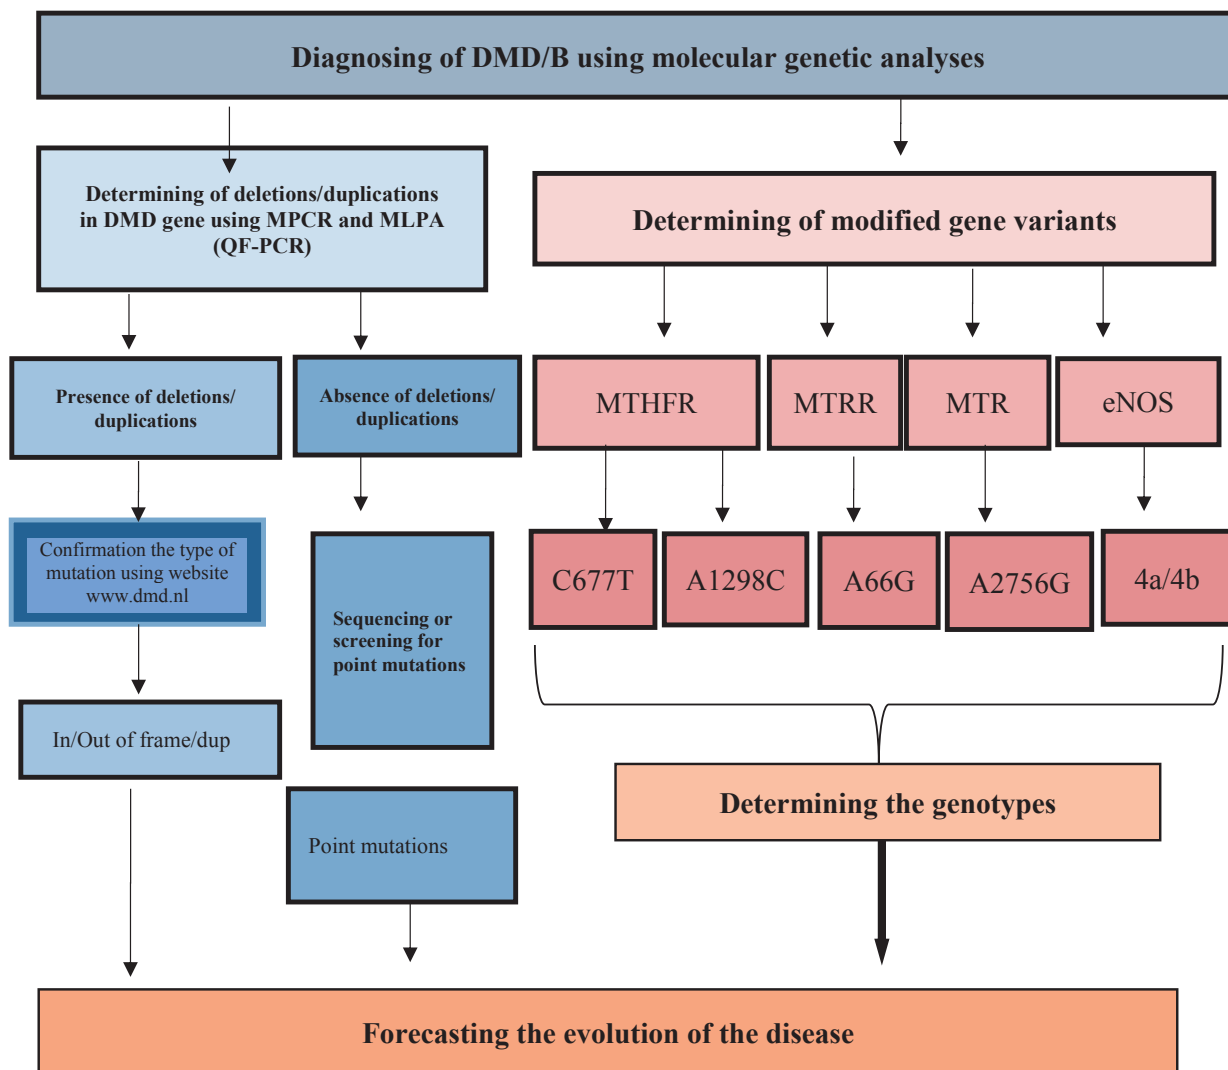 Diagnosing of DMD/B using molecular genetic analyses
Determining of deletions/duplications
in DMD gene using MPCR and MLPA
(QF-PCR)
Determining of modified gene variants
Presence of deletions/
duplications
Absence of deletions/
duplications
MTHFR
MTRR
MTR
eNOS
Confirmation the type of
mutation using website
www.dmd.nl
Sequencing or
screening for
point mutations
C677T
A1298C
A66G
A2756G
4a/4b
In/Out of frame/dup
Point mutations
Determining the genotypes
Forecasting the evolution of the disease